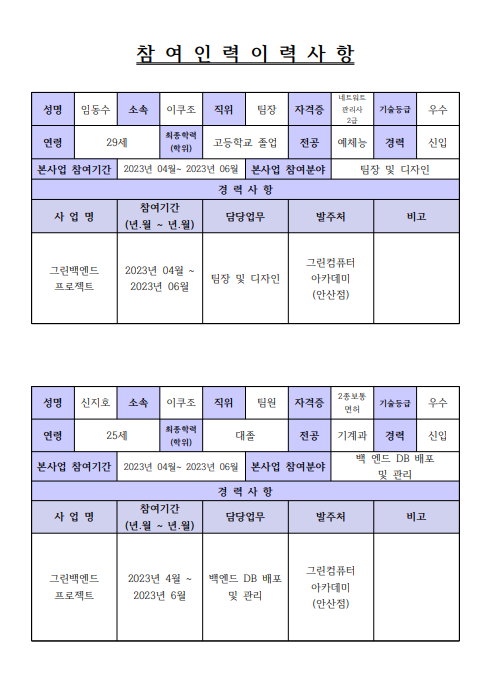 참 여 인 력 이 력 사 항
성명 임동수 소속 이쿠조 직위 팀장 자격증 네트워트 관리사 2급 기술등급 우수
연령 29세 최종학력 (학위) 고등학교 졸업 전공 예체능 경력 신입
본사업 참여기간 2023년 04월~ 2023년 06월 본사업 참여분야 팀장 및 디자인
경 력 사 항
사 업 명 참여기간 (년.월 ~ 년.월) 담당업무 발주처 비고
그린백엔드 프로젝트 2023년 04월 ~ 2023년 06월 팀장 및 디자인 그린컴퓨터 아카데미 (안산점)
성명 신지호 소속 이쿠조 직위 팀원 자격증 2종보통 면허 기술등급 우수
연령 25세 최종학력 (학위) 대졸 전공 기계과 경력 신입
본사업 참여기간 2023년 04월~ 2023년 06월 본사업 참여분야 백 엔드 DB 배포 및 관리
경 력 사 항
사 업 명 참여기간 (년.월 ~ 년.월) 담당업무 발주처 비고
그린백엔드 프로젝트 2023년 4월 ~ 2023년 6월 백엔드 DB 배포 및 관리 그린컴퓨터 아카데미 (안산점)